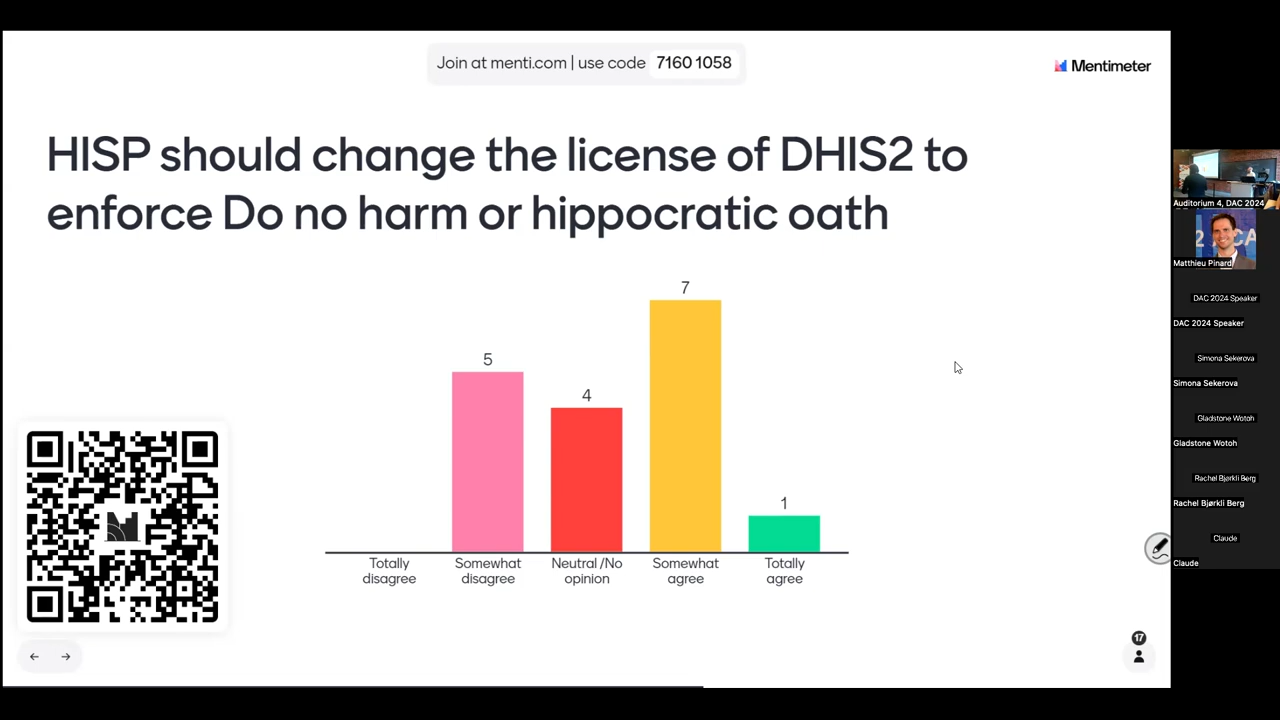 Join at menti.com | use code 7160 1058
Mentimeter
HISP should change the license of DHIS2 to
enforce Do no harm or hippocratic oath
5
4
7
1
Totally
disagree
Somewhat
disagree
Neutral /No
opinion
Somewhat
agree
Totally
agree
17
Auditorium 4, DAC 2024
Matthieu Pinard
DAC 2024 Speaker
DAC 2024 Speaker
Simona Sekerova
Simona Sekerova
Gladstone Wotoh
Gladstone Wotoh
Rachel Bjørkli Berg
Rachel Bjørkli Berg
Claude
Claude